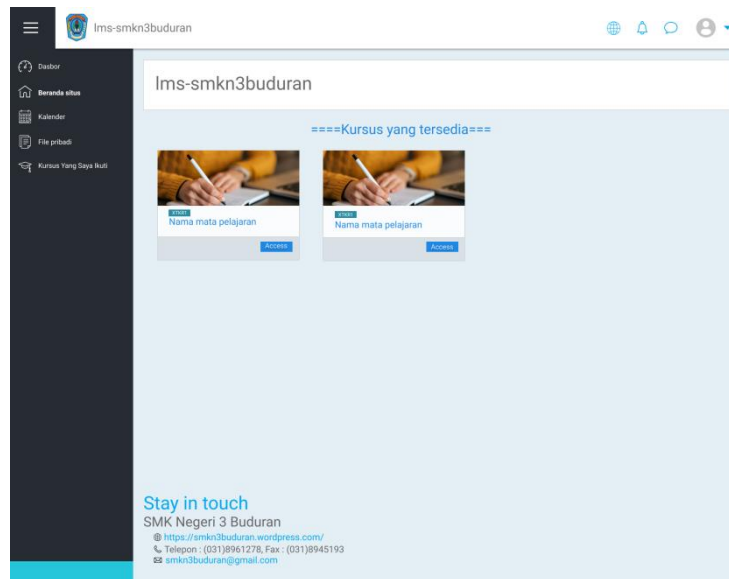 lms-smkn3buduran
Dasbor
Beranda situs
Kalender
File pribadi
Kursus Yang Saya Ikuti
lms-smkn3buduran
====Kursus yang tersedia===
Nama mata pelajaran
Access
Nama mata pelajaran
Access
Stay in touch
SMK Negeri 3 Buduran
https://smkn3buduran.wordpress.com/
Telepon : (031)8961278, Fax : (031)8945193
smkn3buduran@gmail.com